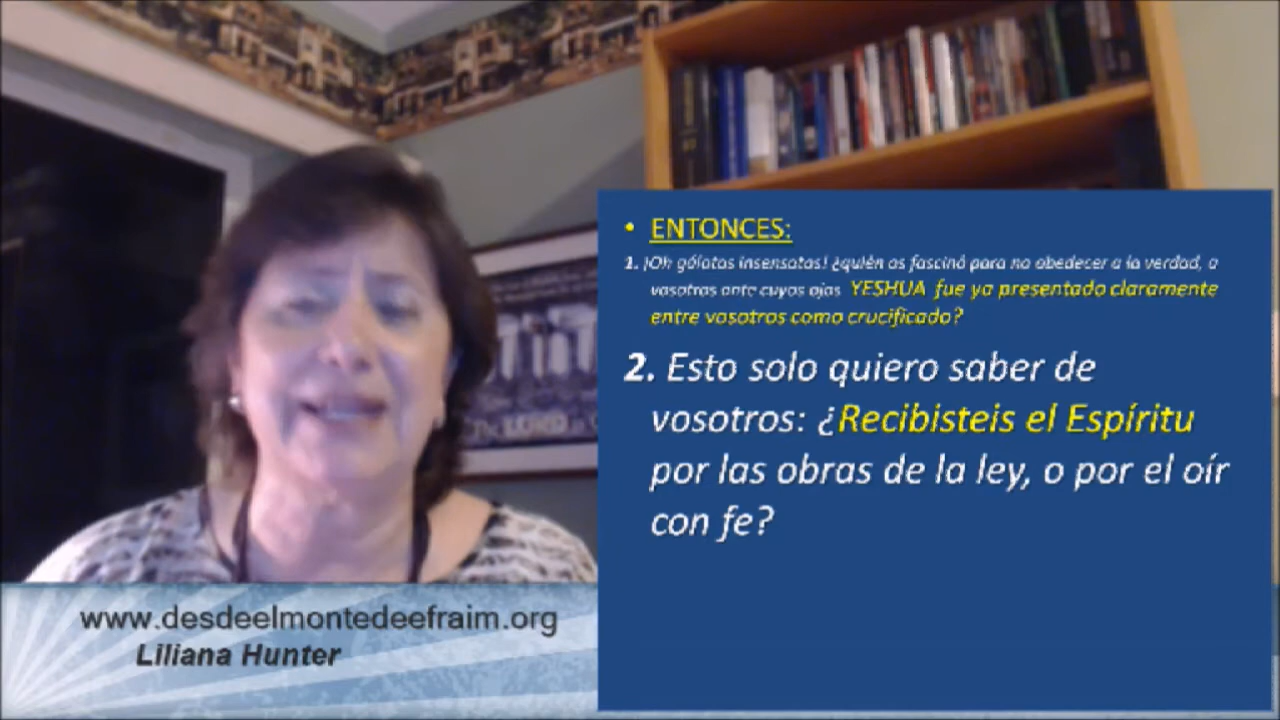 • ENTONCES:
1. ¡Oh gálatas insensatos! ¿quién os fascinó para no obedecer a la verdad, a
vosotros ante cuyos ojos YESHUA fue ya presentado claramente
entre vosotros como crucificado?
2. Esto solo quiero saber de
vosotros: ¿Recibisteis el Espíritu
por las obras de la ley, o por el oír
con fe?
The LORD
www.desdeelmontedeefraim.org
Liliana Hunter